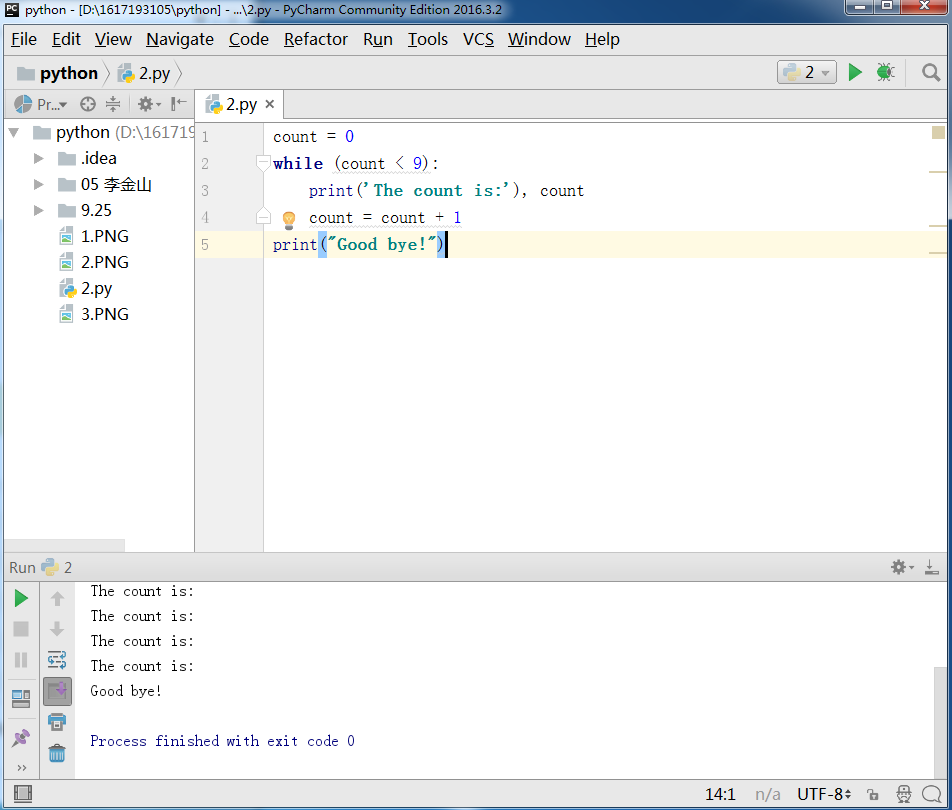 python - [D:\1617193105\python] - ...\2.py - PyCharm Community Edition 2016.3.2
File Edit View Navigate Code Refactor Run Tools VCS Window Help
python 2.py 2
Pr... 2.py
python (D:\161719
.idea
05 李金山
9.25
1.PNG
2.PNG
2.py
3.PNG
1 count = 0
2 while (count < 9):
3 print('The count is:'), count
4 count = count + 1
5 print("Good bye!")
Run 2
The count is:
The count is:
The count is:
The count is:
Good bye!
Process finished with exit code 0
14:1 n/a UTF-8